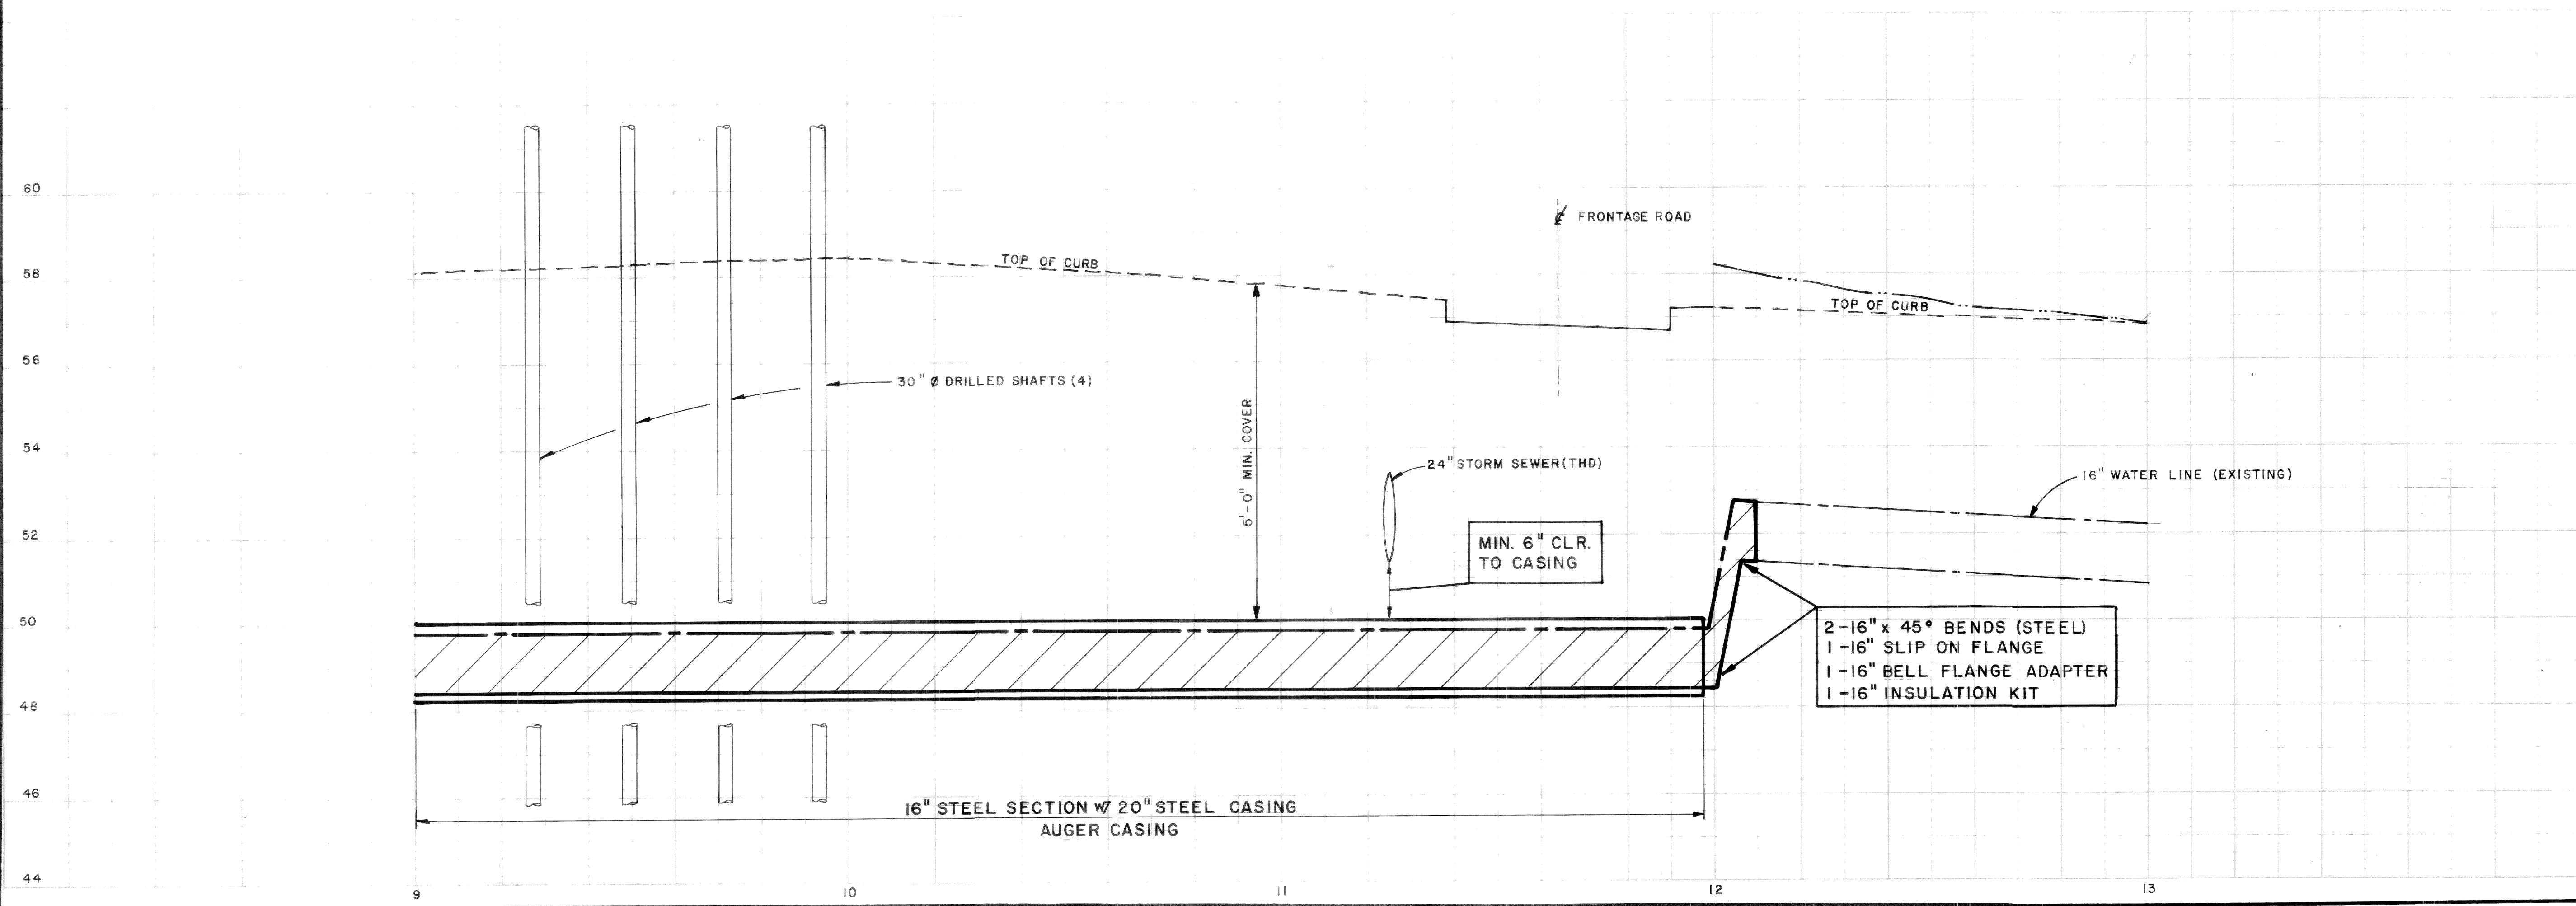 60
℄ FRONTAGE ROAD
58
TOP OF CURB
TOP OF CURB
56
30" Ø DRILLED SHAFTS (4)
5'-0" MIN. COVER
54
24" STORM SEWER (THD)
16" WATER LINE (EXISTING)
52
MIN. 6" CLR.
TO CASING
50
2-16" x 45° BENDS (STEEL)
1-16" SLIP ON FLANGE
1-16" BELL FLANGE ADAPTER
1-16" INSULATION KIT
48
46
16" STEEL SECTION W/ 20" STEEL CASING
AUGER CASING
44
9 10 11 12 13